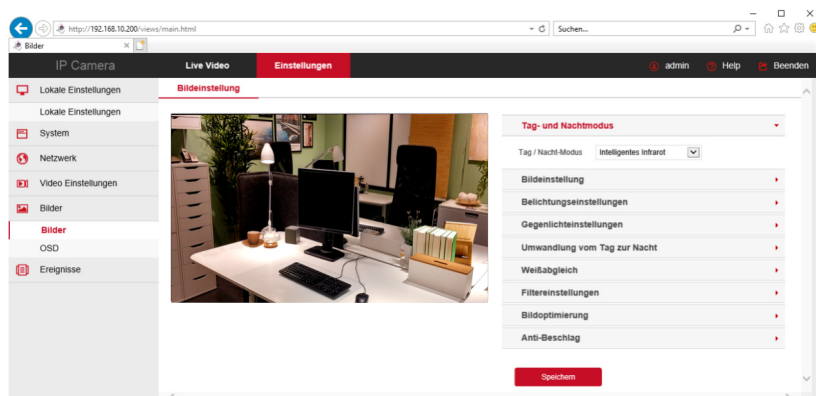 http://192.168.10.200/views/main.html
Suchen...
Bilder
IP Camera
Live Video
Einstellungen
admin
Help
Beenden
Lokale Einstellungen
Lokale Einstellungen
System
Netzwerk
Video Einstellungen
Bilder
Bilder
OSD
Ereignisse
Bildeinstellung
Tag- und Nachtmodus
Tag / Nacht-Modus Intelligentes Infrarot
Bildeinstellung
Belichtungseinstellungen
Gegenlichteinstellungen
Umwandlung vom Tag zur Nacht
Weißabgleich
Filtereinstellungen
Bildoptimierung
Anti-Beschlag
Speichern